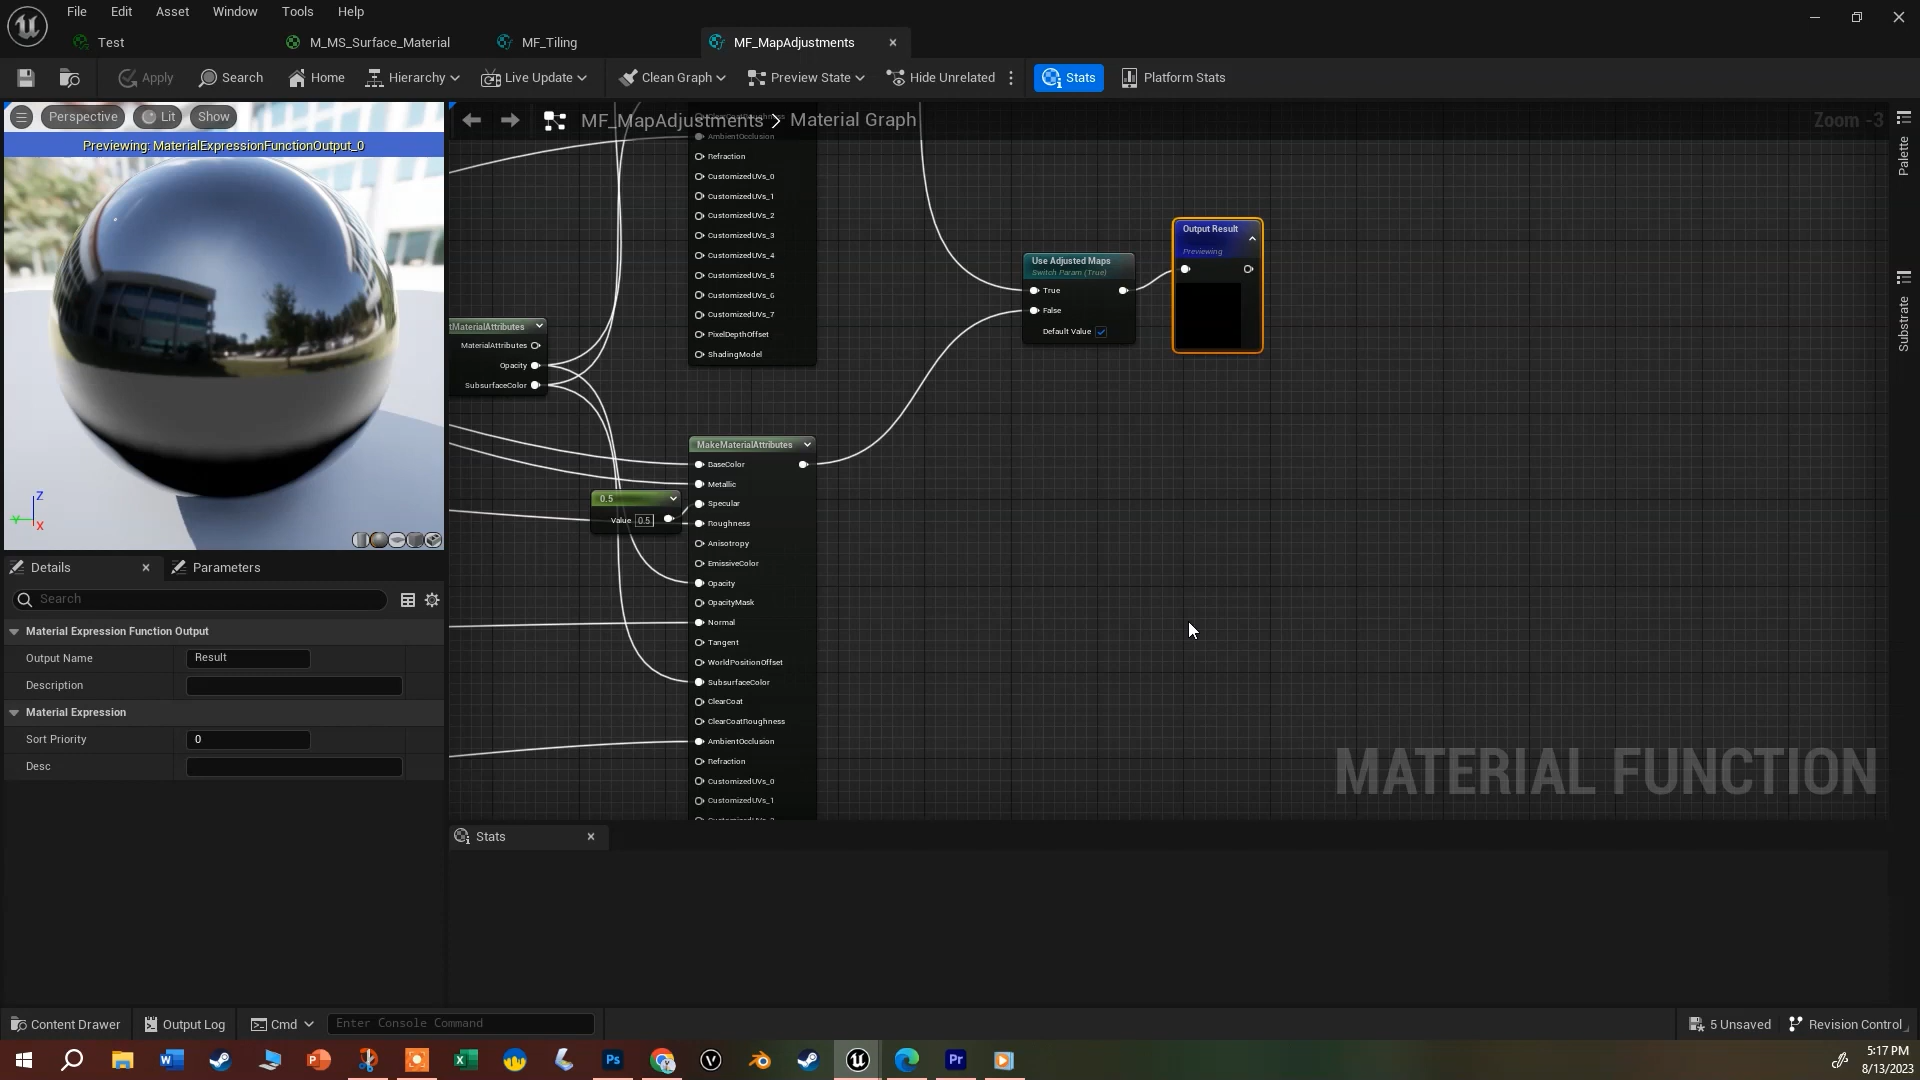 File Edit Asset Window Tools Help
Test M_MS_Surface_Material MF_Tiling MF_MapAdjustments
Apply Search Home Hierarchy Live Update Clean Graph Preview State Hide Unrelated Stats Platform Stats
Perspective Lit Show
Previewing: MaterialExpressionFunctionOutput_0
Z
Y
X
MF_MapAdjustments > Material Graph
Zoom -3
Palette
Substrate
AmbientOcclusion
Refraction
CustomizedUVs_0
CustomizedUVs_1
CustomizedUVs_2
CustomizedUVs_3
CustomizedUVs_4
CustomizedUVs_5
CustomizedUVs_6
CustomizedUVs_7
PixelDepthOffset
ShadingModel
tMaterialAttributes
MaterialAttributes
Opacity
SubsurfaceColor
Use Adjusted Maps
Switch Param (True)
True
False
Default Value
Output Result
Previewing
0.5
Value 0.5
MakeMaterialAttributes
BaseColor
Metallic
Specular
Roughness
Anisotropy
EmissiveColor
Opacity
OpacityMask
Normal
Tangent
WorldPositionOffset
SubsurfaceColor
ClearCoat
ClearCoatRoughness
AmbientOcclusion
Refraction
CustomizedUVs_0
CustomizedUVs_1
MATERIAL FUNCTION
Details Parameters
Search
Material Expression Function Output
Output Name Result
Description
Material Expression
Sort Priority 0
Desc
Stats
Content Drawer Output Log Cmd Enter Console Command 5 Unsaved Revision Control
5:17 PM
8/13/2023